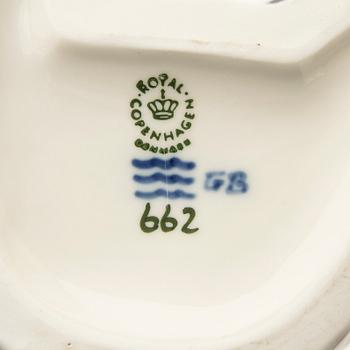 ROYAL
COPENHAGEN
DENMARK
GB
662